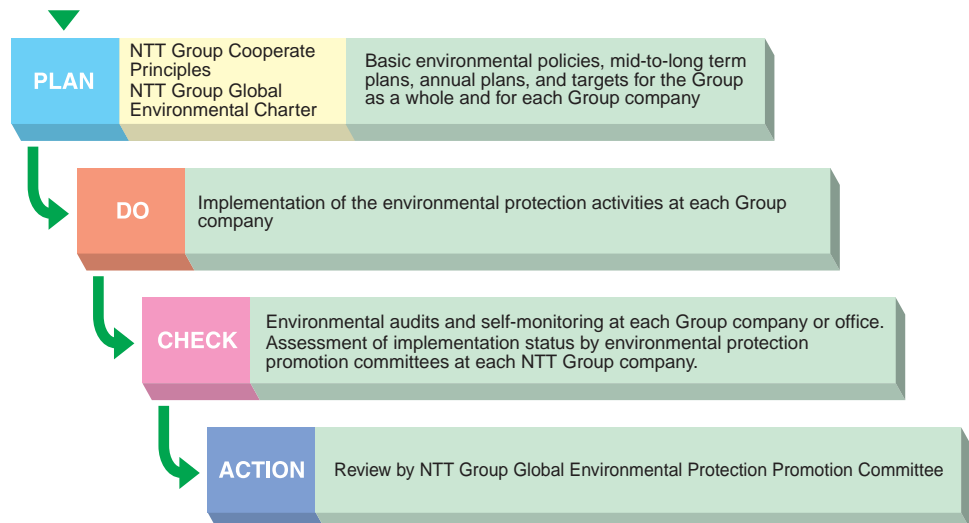 PLAN
NTT Group Cooperate
Principles
NTT Group Global
Environmental Charter
Basic environmental policies, mid-to-long term
plans, annual plans, and targets for the Group
as a whole and for each Group company
DO
Implementation of the environmental protection activities at each Group
company
CHECK
Environmental audits and self-monitoring at each Group company or office.
Assessment of implementation status by environmental protection
promotion committees at each NTT Group company.
ACTION
Review by NTT Group Global Environmental Protection Promotion Committee